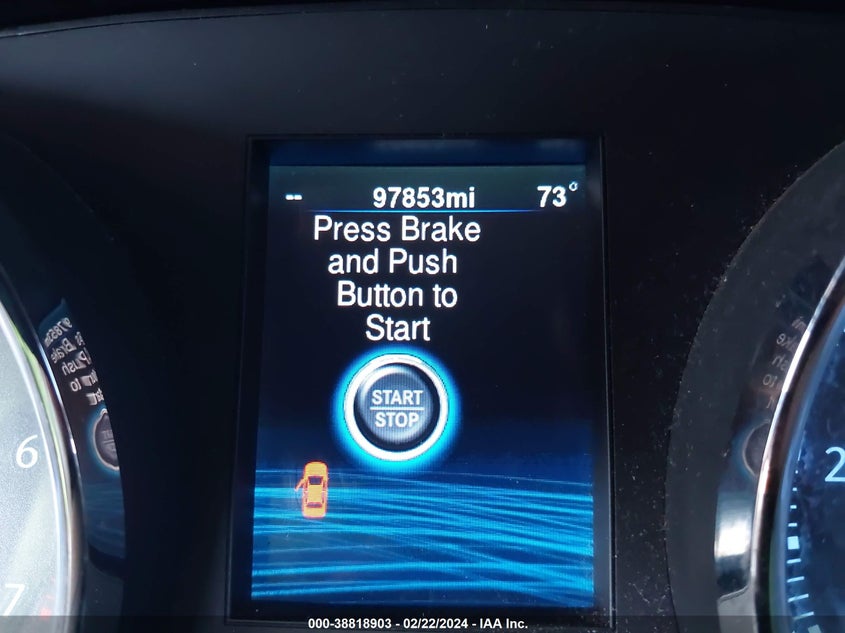 -- 97853mi 73°
Press Brake
and Push
Button to
Start
START
STOP
6
7
2
000-38818903 - 02/22/2024 - IAA Inc.